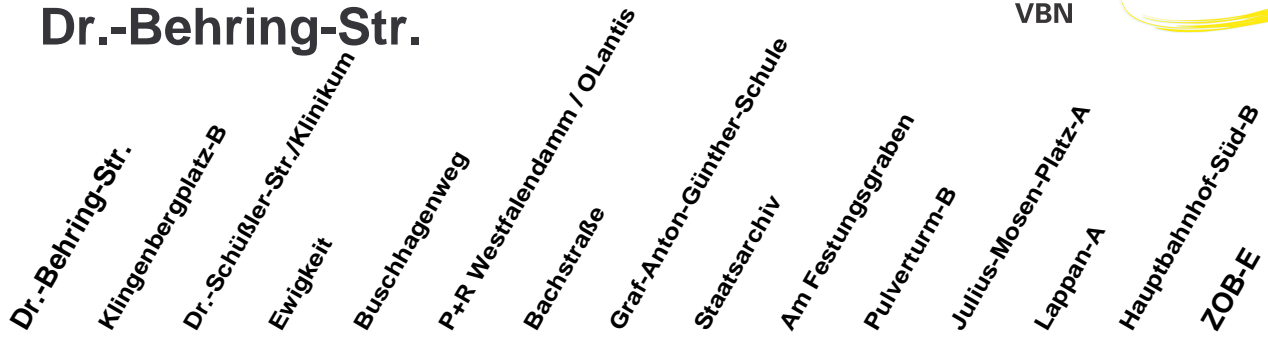 Dr.-Behring-Str.
VBN
Dr.-Behring-Str.
Klingenbergplatz-B
Dr.-Schüßler-Str./Klinikum
Ewigkeit
Buschhagenweg
P+R Westfalendamm / OLantis
Bachstraße
Graf-Anton-Günther-Schule
Staatsarchiv
Am Festungsgraben
Pulverturm-B
Julius-Mosen-Platz-A
Lappan-A
Hauptbahnhof-Süd-B
ZOB-E